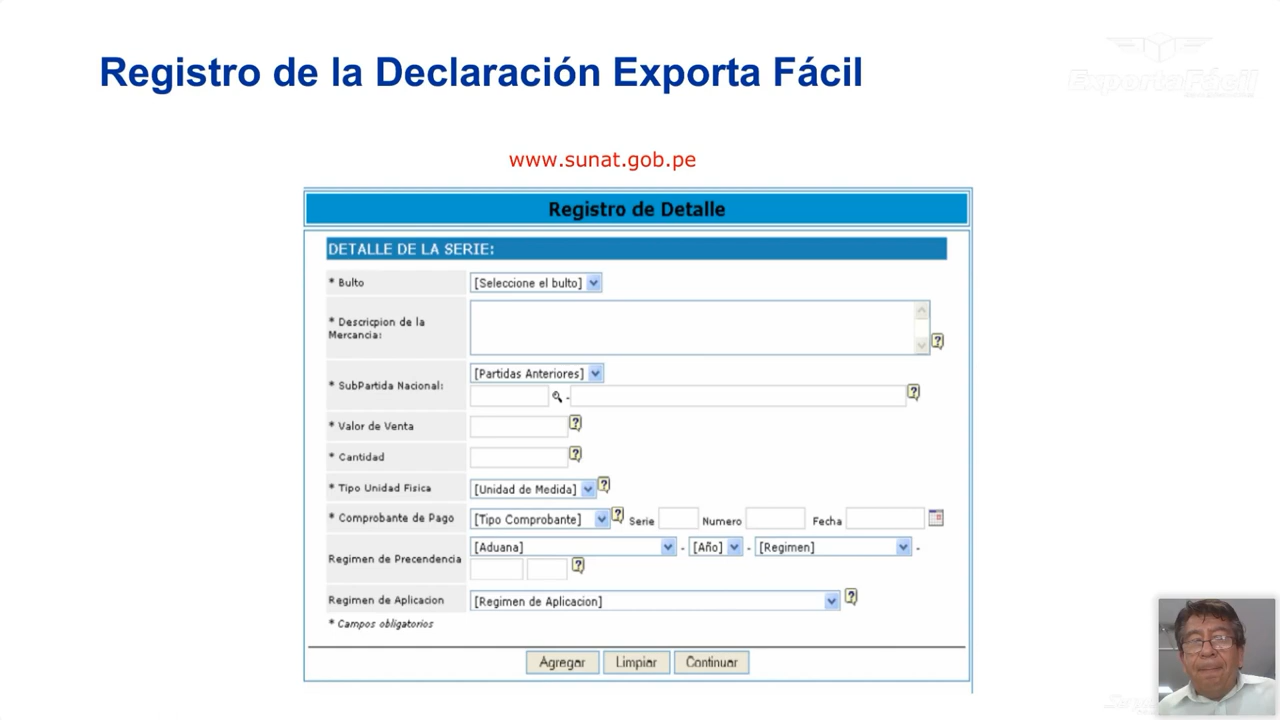 Registro de la Declaración Exporta Fácil
ExportaFácil
www.sunat.gob.pe
Registro de Detalle
DETALLE DE LA SERIE:
* Bulto [Seleccione el bulto]
* Descricpion de la
Mercancia:
[Partidas Anteriores]
* SubPartida Nacional:
-
* Valor de Venta
* Cantidad
* Tipo Unidad Fisica [Unidad de Medida]
* Comprobante de Pago [Tipo Comprobante] Serie Numero Fecha
[Aduana] - [Año] - [Regimen] -
Regimen de Precendencia
Regimen de Aplicacion [Regimen de Aplicacion]
* Campos obligatorios
Agregar Limpiar Continuar